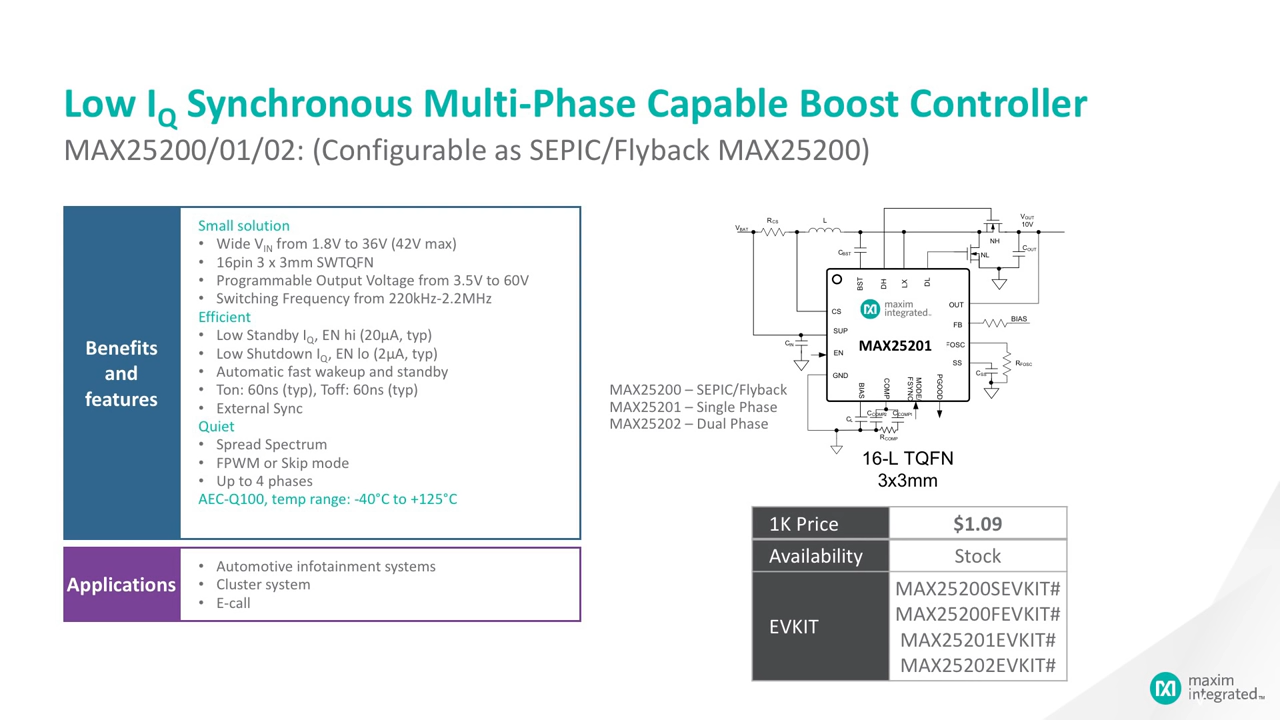 Low IQ Synchronous Multi-Phase Capable Boost Controller
MAX25200/01/02: (Configurable as SEPIC/Flyback MAX25200)
Benefits
and
features
Small solution
• Wide VIN from 1.8V to 36V (42V max)
• 16pin 3 x 3mm SWTQFN
• Programmable Output Voltage from 3.5V to 60V
• Switching Frequency from 220kHz-2.2MHz
Efficient
• Low Standby IQ, EN hi (20µA, typ)
• Low Shutdown IQ, EN lo (2µA, typ)
• Automatic fast wakeup and standby
• Ton: 60ns (typ), Toff: 60ns (typ)
• External Sync
Quiet
• Spread Spectrum
• FPWM or Skip mode
• Up to 4 phases
AEC-Q100, temp range: -40°C to +125°C
Applications
• Automotive infotainment systems
• Cluster system
• E-call
MAX25200 – SEPIC/Flyback
MAX25201 – Single Phase
MAX25202 – Dual Phase
VBAT
RCS
L
VOUT
10V
NH
NL
COUT
CBST
BST
DH
LX
DL
maxim
integrated™
MAX25201
CS
SUP
EN
GND
CIN
OUT
FB
BIAS
FOSC
SS
CSS
RFOSC
BIAS
COMP
MODE/
FSYNC
PGOOD
CL
CCOMPI
RCOMP
16-L TQFN
3x3mm
1K Price $1.09
Availability Stock
EVKIT
MAX25200SEVKIT#
MAX25200FEVKIT#
MAX25201EVKIT#
MAX25202EVKIT#
maxim
integrated™